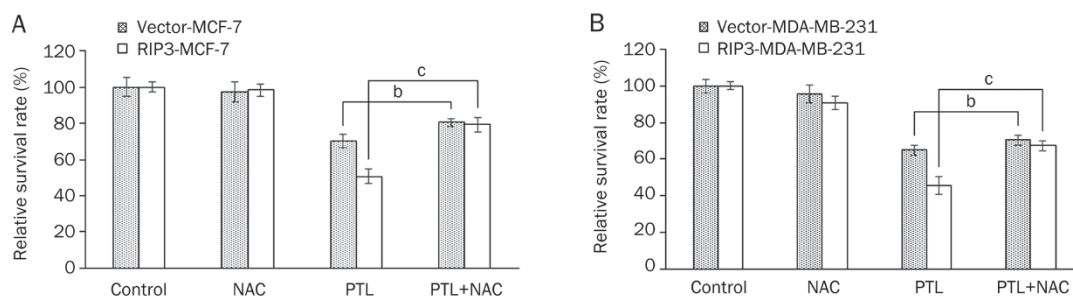 A
Vector-MCF-7
RIP3-MCF-7
Relative survival rate (%)
120
100
80
60
40
20
0
c
b
Control NAC PTL PTL+NAC
B
Vector-MDA-MB-231
RIP3-MDA-MB-231
Relative survival rate (%)
120
100
80
60
40
20
0
c
b
Control NAC PTL PTL+NAC